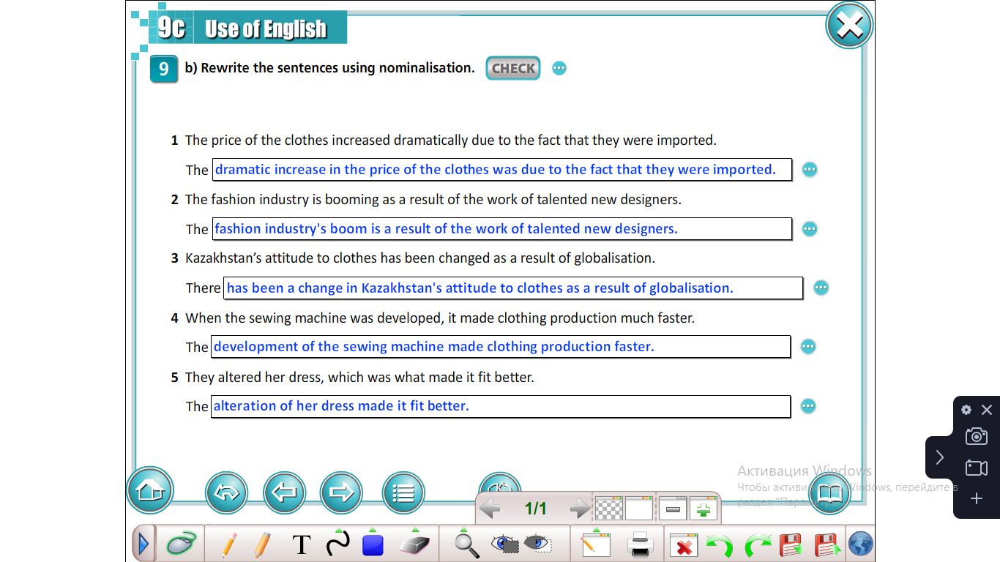 9c Use of English
9 b) Rewrite the sentences using nominalisation. CHECK
1 The price of the clothes increased dramatically due to the fact that they were imported.
The dramatic increase in the price of the clothes was due to the fact that they were imported.
2 The fashion industry is booming as a result of the work of talented new designers.
The fashion industry's boom is a result of the work of talented new designers.
3 Kazakhstan’s attitude to clothes has been changed as a result of globalisation.
There has been a change in Kazakhstan's attitude to clothes as a result of globalisation.
4 When the sewing machine was developed, it made clothing production much faster.
The development of the sewing machine made clothing production faster.
5 They altered her dress, which was what made it fit better.
The alteration of her dress made it fit better.
Активация Windows
Чтобы активировать Windows, перейдите в
раздел "Параметры".
1/1
T